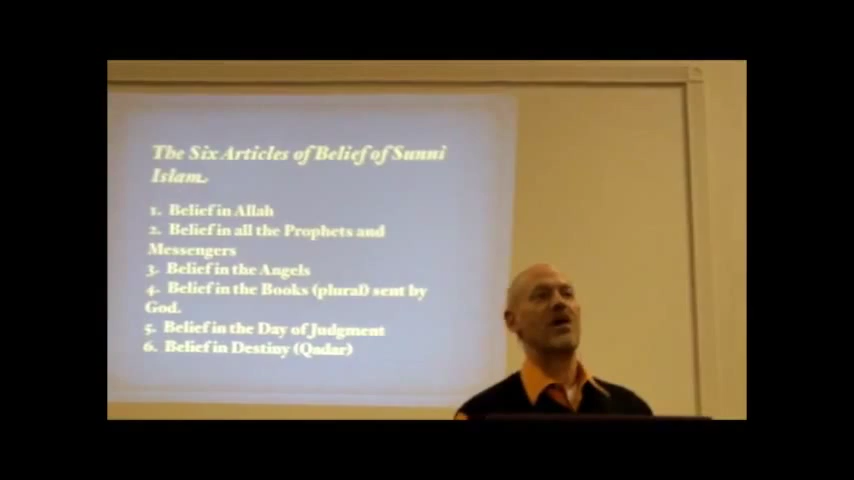 The Six Articles of Belief of Sunni
Islam.
1. Belief in Allah
2. Belief in all the Prophets and
Messengers
3. Belief in the Angels
4. Belief in the Books (plural) sent by
God.
5. Belief in the Day of Judgment
6. Belief in Destiny (Qadar)